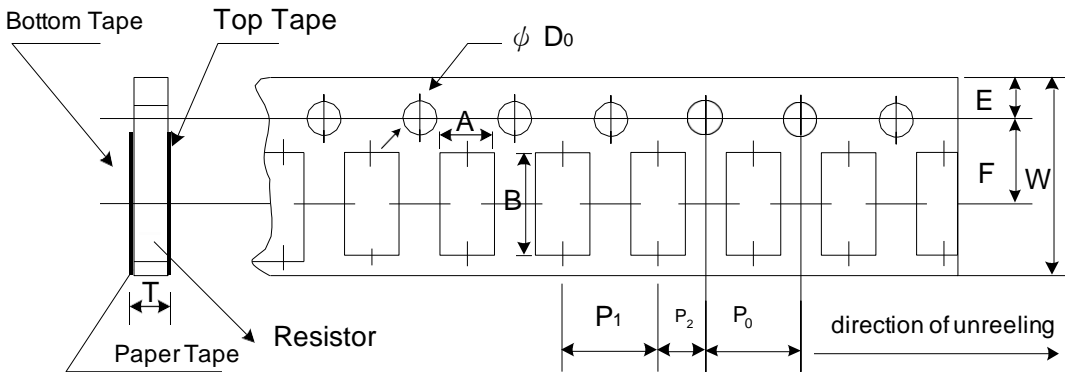 Bottom Tape
Top Tape
ψ D₀
E
A
F
W
B
T
P₁
P₂
P₀
Resistor
direction of unreeling
Paper Tape